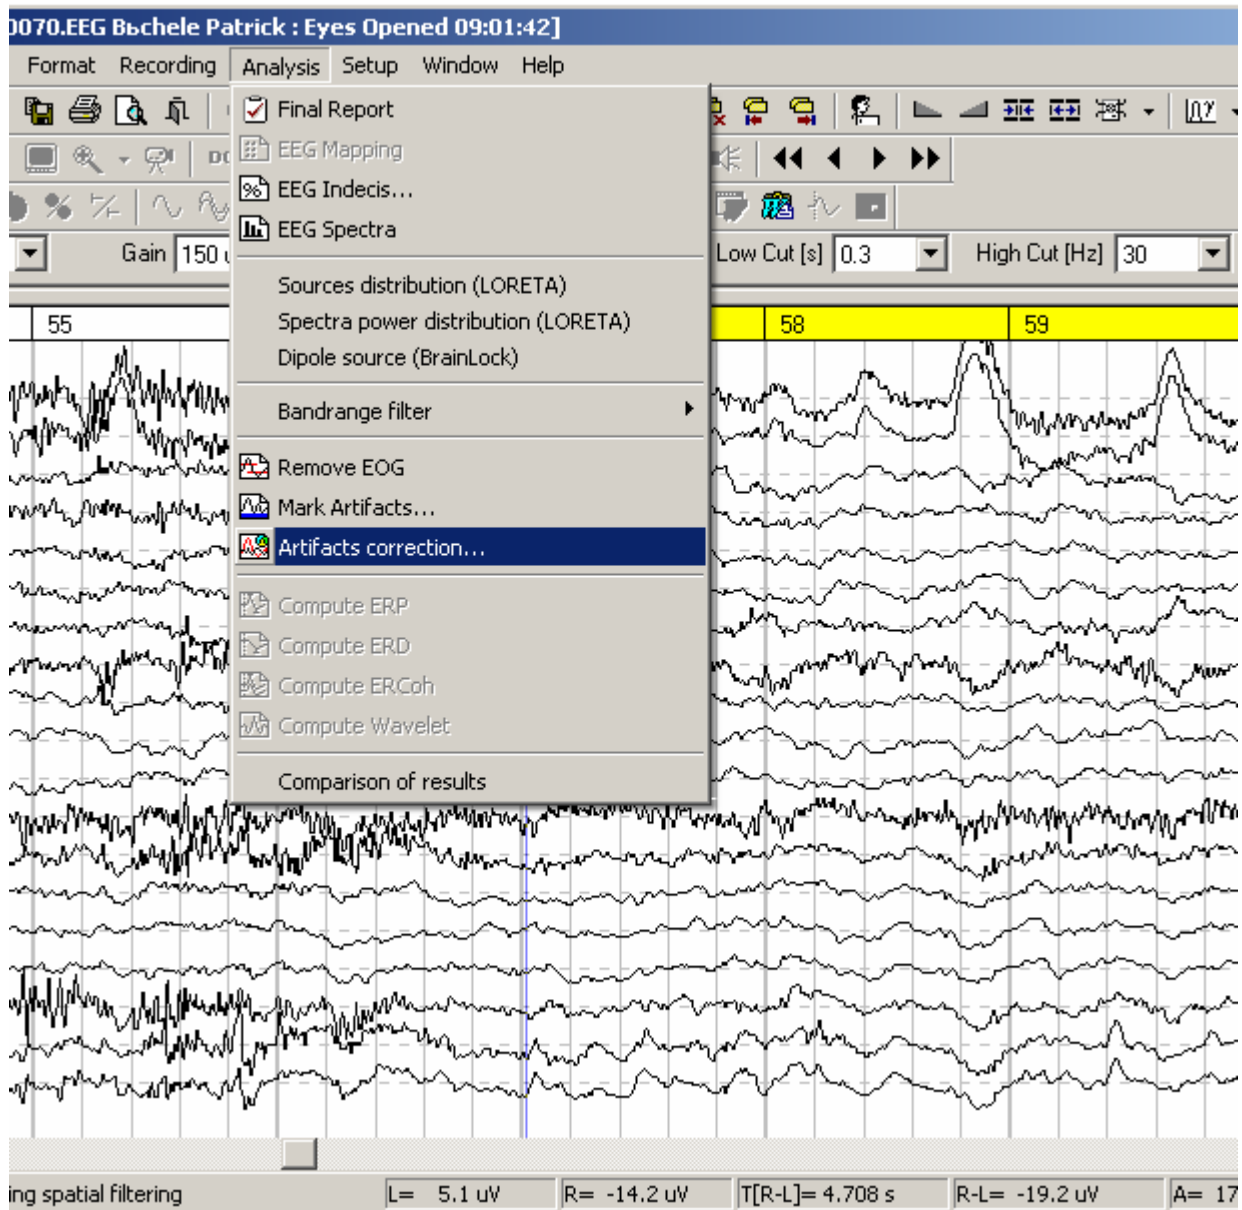 0070.EEG Вьchele Patrick : Eyes Opened 09:01:42]
Format Recording Analysis Setup Window Help
Final Report
EEG Mapping
EEG Indecis...
EEG Spectra
Gain 150 Low Cut [s] 0.3 High Cut [Hz] 30
Sources distribution (LORETA)
Spectra power distribution (LORETA)
Dipole source (BrainLock)
55 58 59
Bandrange filter
Remove EOG
Mark Artifacts...
Artifacts correction...
Compute ERP
Compute ERD
Compute ERCoh
Compute Wavelet
Comparison of results
ing spatial filtering L= 5.1 uV R= -14.2 uV T[R-L]= 4.708 s R-L= -19.2 uV A= 17